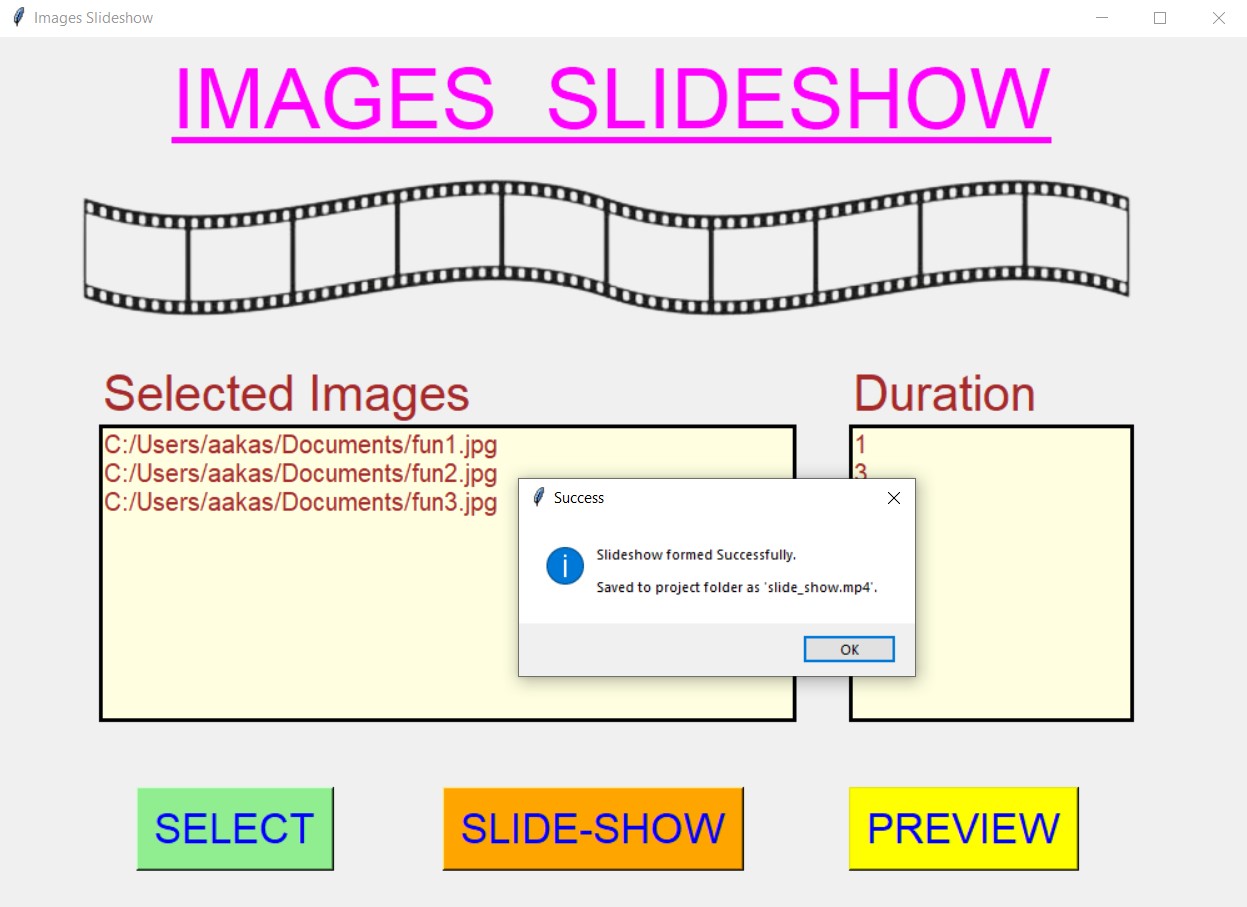 Images Slideshow
IMAGES SLIDESHOW
Selected Images
Duration
C:/Users/aakas/Documents/fun1.jpg
C:/Users/aakas/Documents/fun2.jpg
C:/Users/aakas/Documents/fun3.jpg
1
3
Success
Slideshow formed Successfully.
Saved to project folder as 'slide_show.mp4'.
OK
SELECT
SLIDE-SHOW
PREVIEW